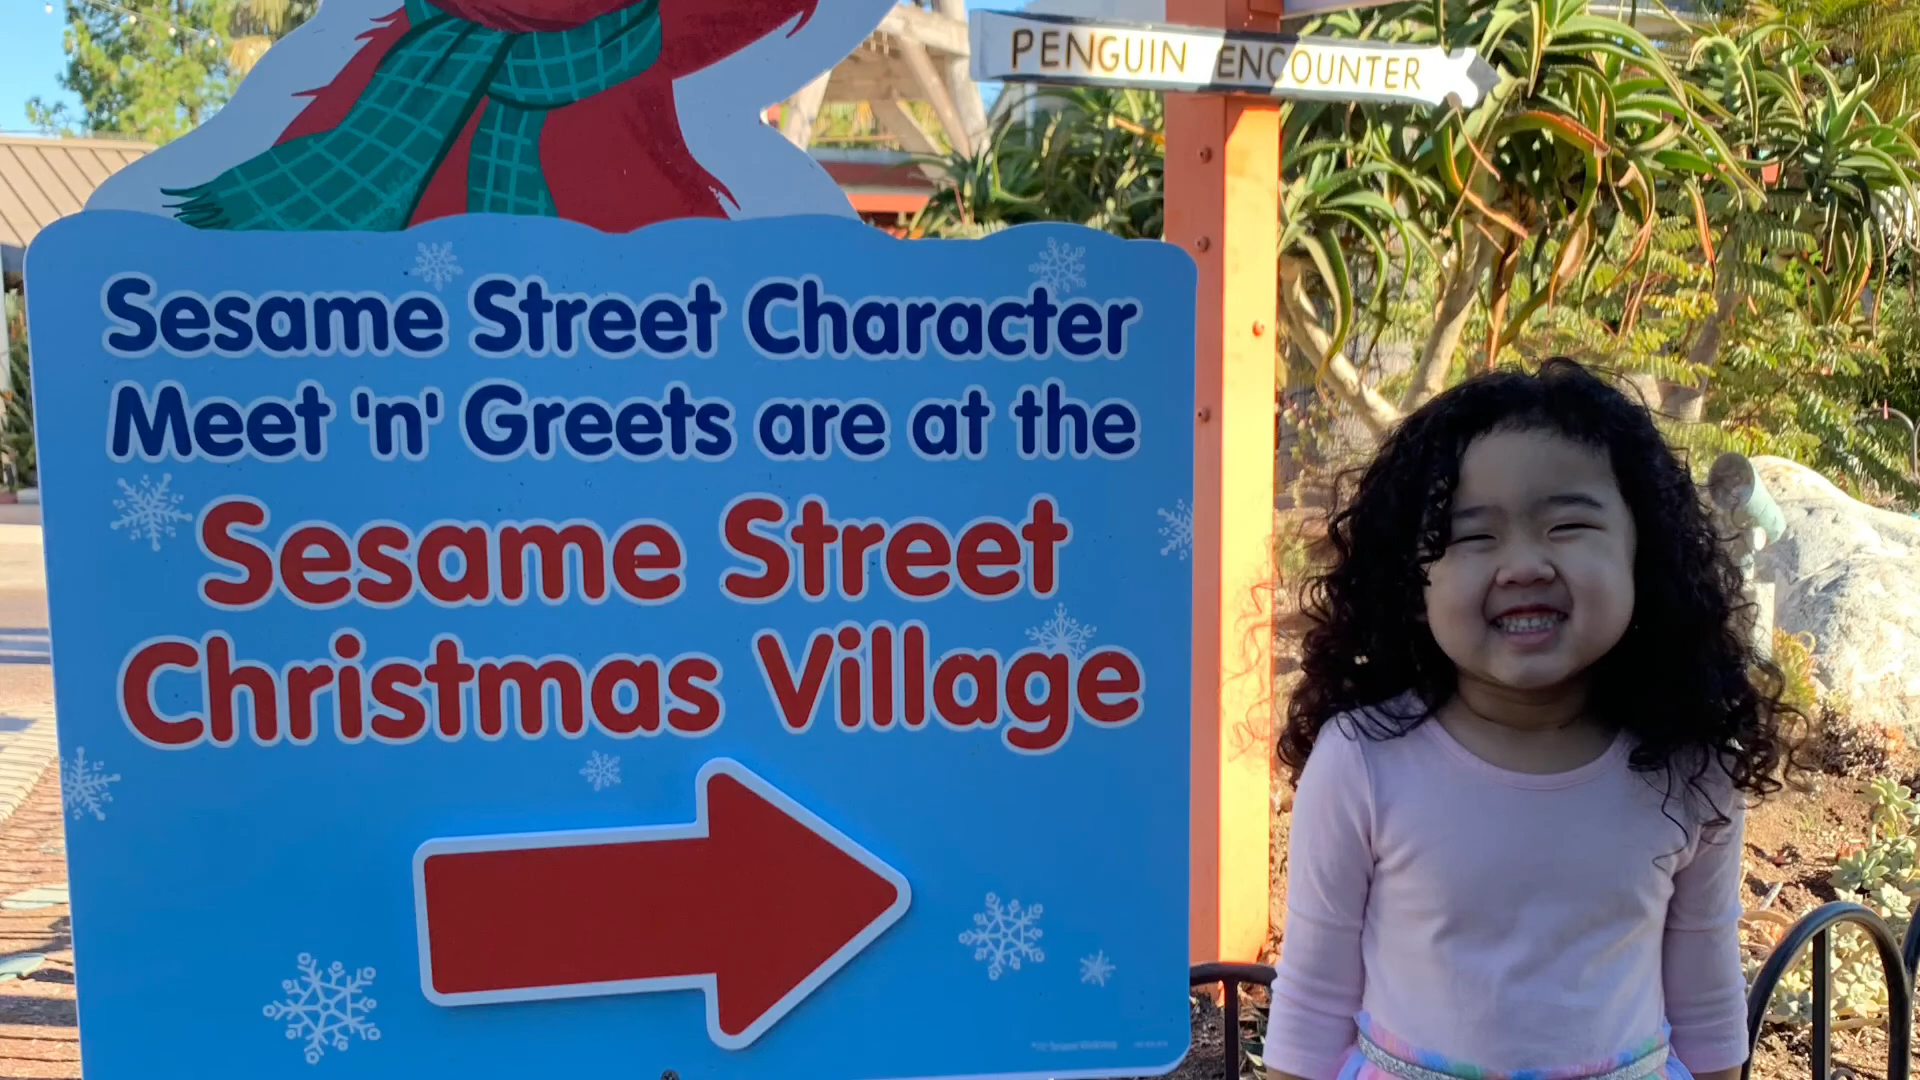 PENGUIN ENCOUNTER
Sesame Street Character
Meet 'n' Greets are at the
Sesame Street
Christmas Village